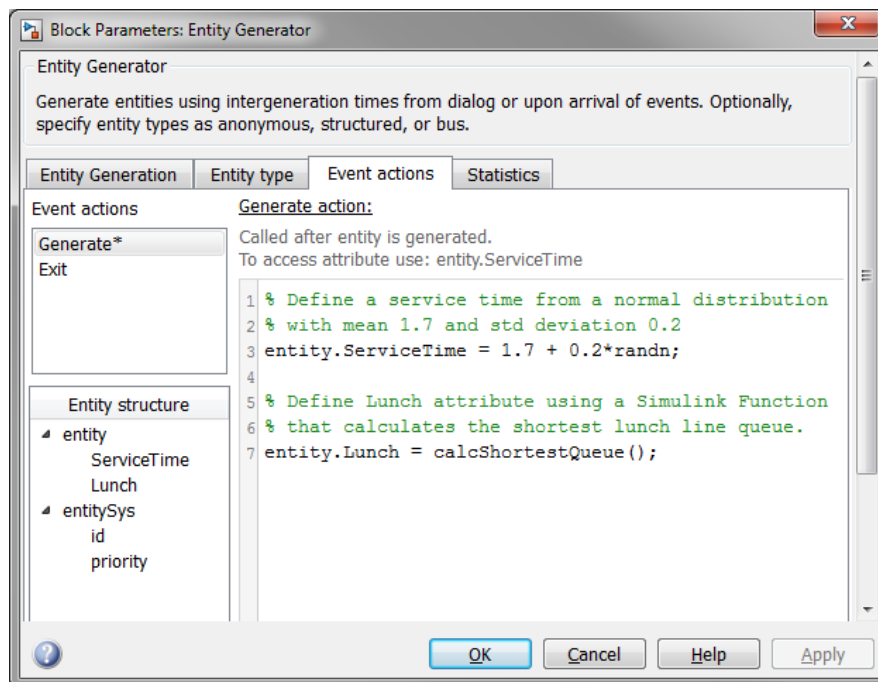 Block Parameters: Entity Generator
x
Entity Generator
Generate entities using intergeneration times from dialog or upon arrival of events. Optionally,
specify entity types as anonymous, structured, or bus.
Entity Generation Entity type Event actions Statistics
Event actions
Generate*
Exit
Entity structure
entity
ServiceTime
Lunch
entitySys
id
priority
Generate action:
Called after entity is generated.
To access attribute use: entity.ServiceTime
1 % Define a service time from a normal distribution
2 % with mean 1.7 and std deviation 0.2
3 entity.ServiceTime = 1.7 + 0.2*randn;
4
5 % Define Lunch attribute using a Simulink Function
6 % that calculates the shortest lunch line queue.
7 entity.Lunch = calcShortestQueue();
? OK Cancel Help Apply